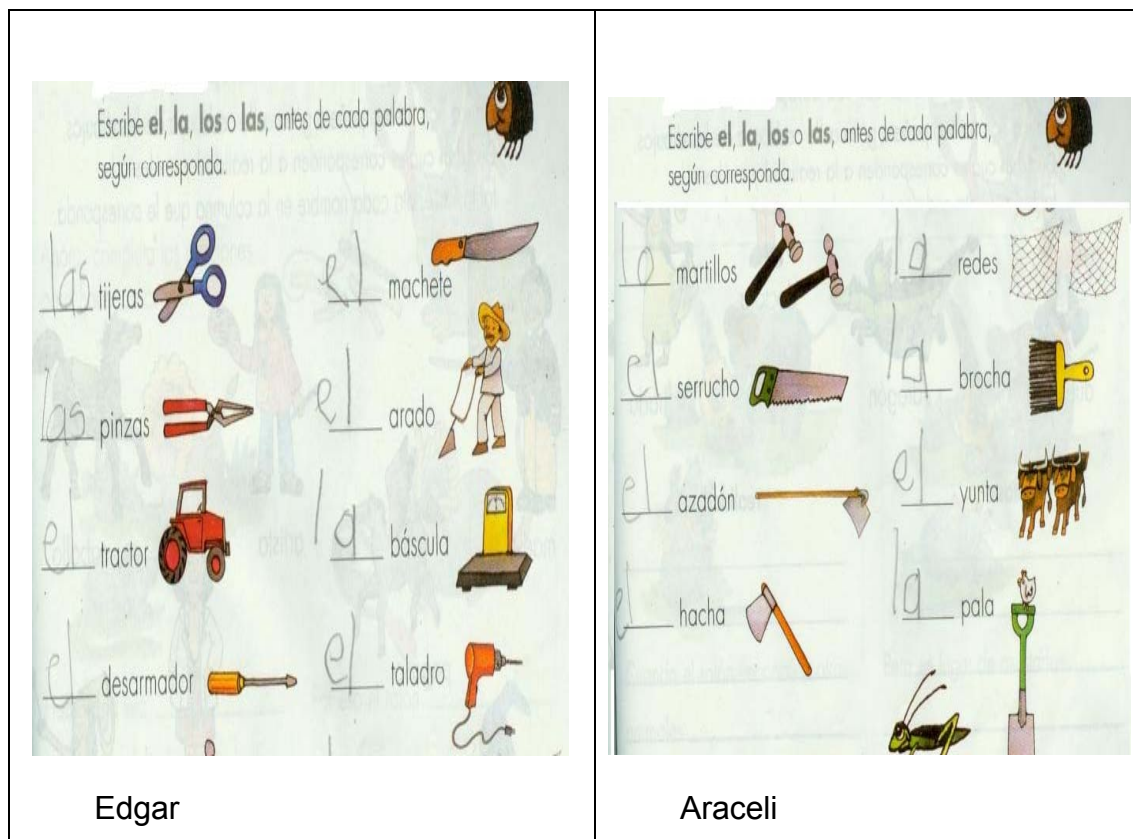 Escribe el, la, los o las, antes de cada palabra,
según corresponda.
las tijeras
el machete
las pinzas
el arado
el tractor
la báscula
el desarmador
el taladro
Edgar
Escribe el, la, los o las, antes de cada palabra,
según corresponda.
lo martillos
la redes
el serrucho
la brocha
el azadón
el yunta
el hacha
la pala
Araceli